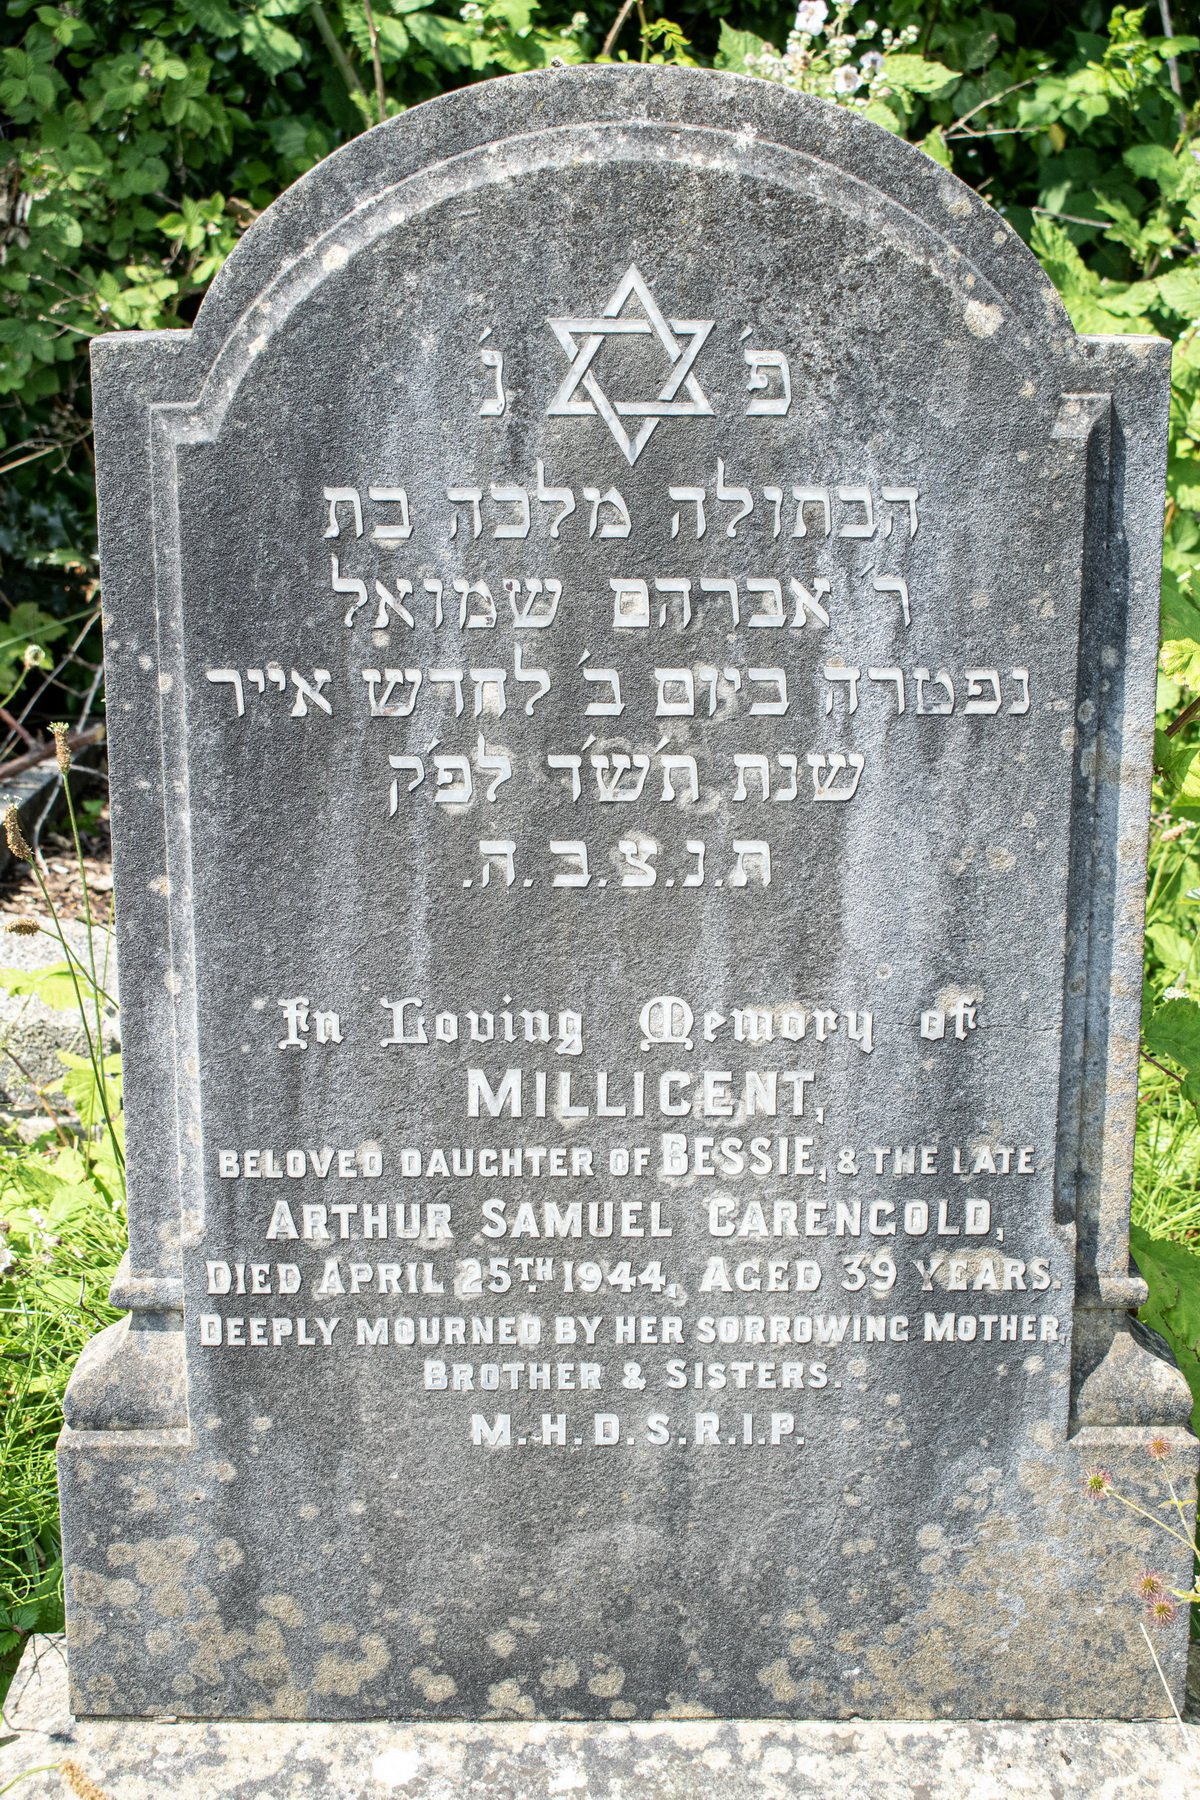 פ׳ נ׳
הבתולה מלכה בת
ר׳ אברהם שמואל
נפטרה ביום ב׳ לחדש אייר
שנת ת׳ש׳ד׳ לפ׳ק
ת.נ.צ.ב.ה.
In Loving Memory of
MILLICENT,
BELOVED DAUGHTER OF BESSIE, & THE LATE
ARTHUR SAMUEL CARENGOLD,
DIED APRIL 25TH 1944, AGED 39 YEARS.
DEEPLY MOURNED BY HER SORROWING MOTHER,
BROTHER & SISTERS.
M.H.D.S.R.I.P.